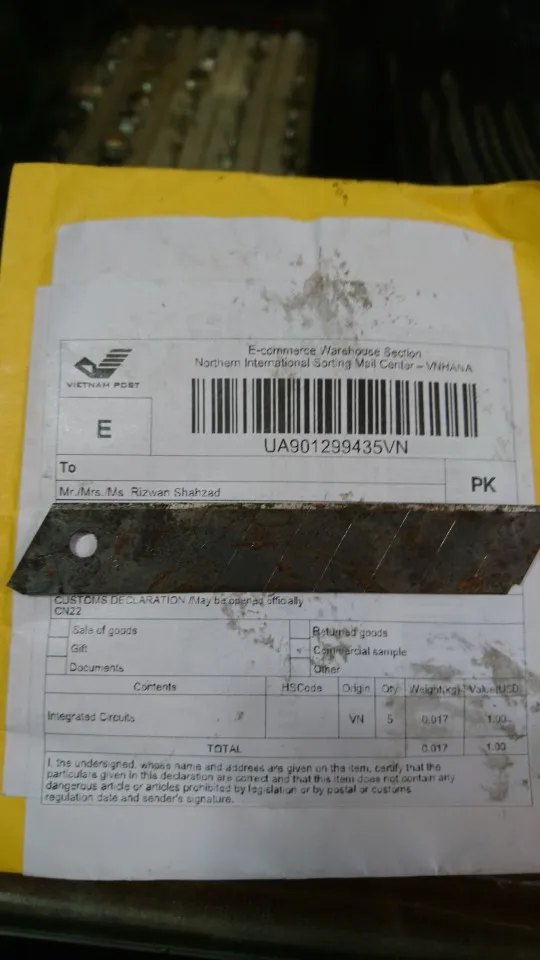 E-commerce Warehouse Section
Northern International Sorting Mail Center – VNHANA
VIETNAM POST
E
UA901299435VN
To
PK
Mr./Mrs./Ms. Rizwan Shahzad
CUSTOMS DECLARATION /May be opened officially
CN22
Sale of goods
Returned goods
Gift
Commercial sample
Documents
Other
Contents HSCode Origin Qty Weight(kg) Value(USD)
Integrated Circuits VN 5 0.017 1.00
TOTAL 0.017 1.00
I, the undersigned, whose name and address are given on the item, certify that the
particulars given in this declaration are correct and that this item does not contain any
dangerous article or articles prohibited by legislation or by postal or customs
regulation date and sender's signature.